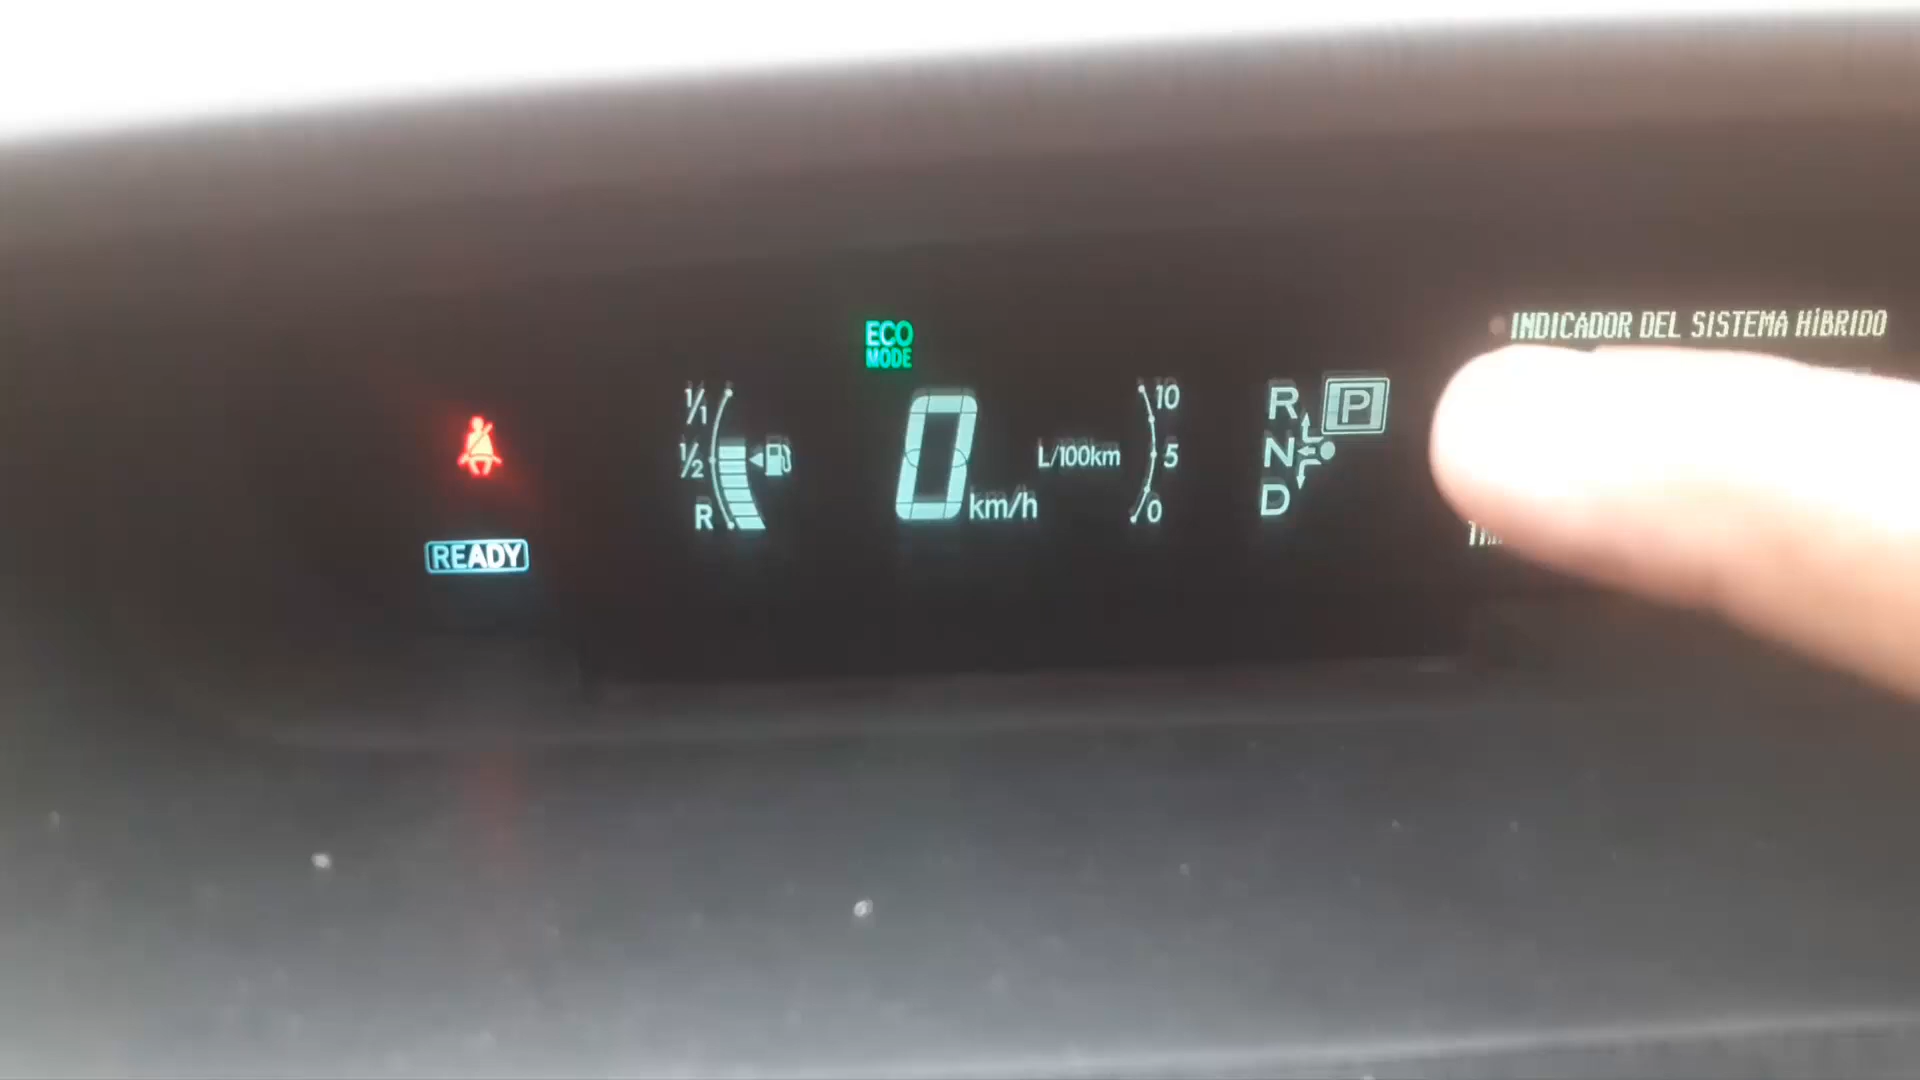 INDICADOR DEL SISTEMA HÍBRIDO
ECO
MODE
1/1
1/2
R
0
km/h
L/100km
10
5
0
R
N
D
P
READY